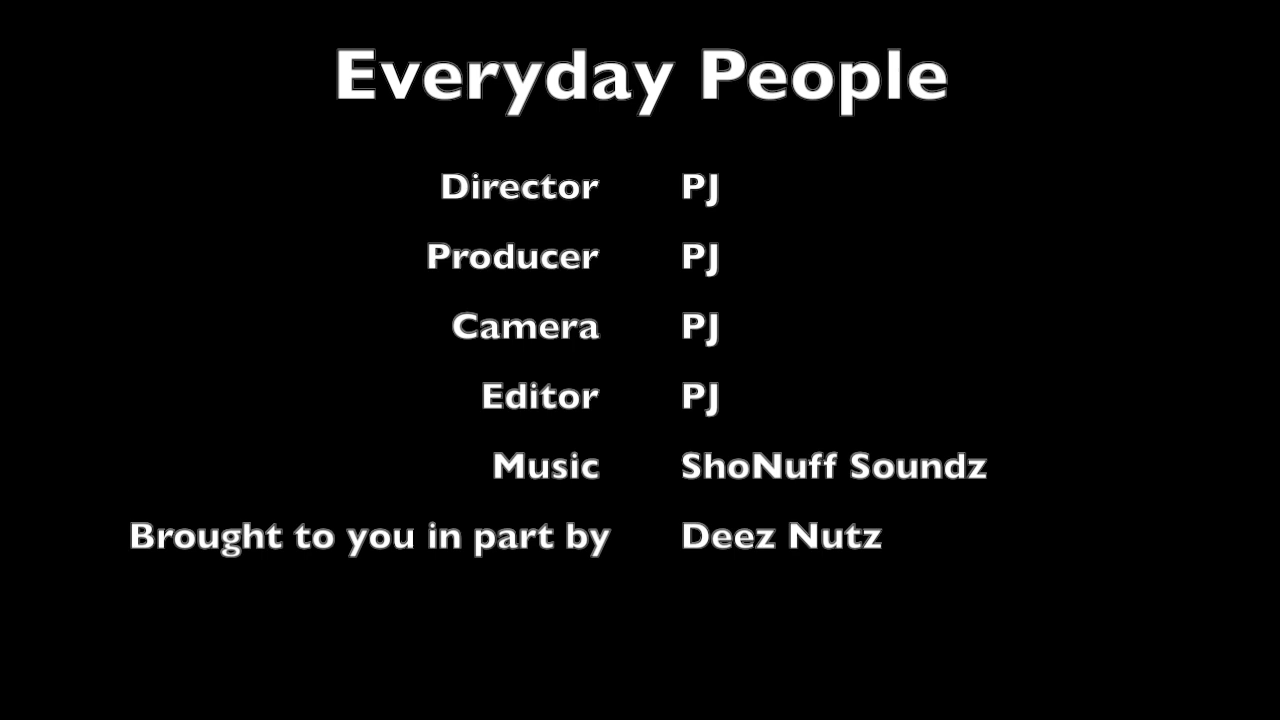 Everyday People
Director PJ
Producer PJ
Camera PJ
Editor PJ
Music ShoNuff Soundz
Brought to you in part by Deez Nutz